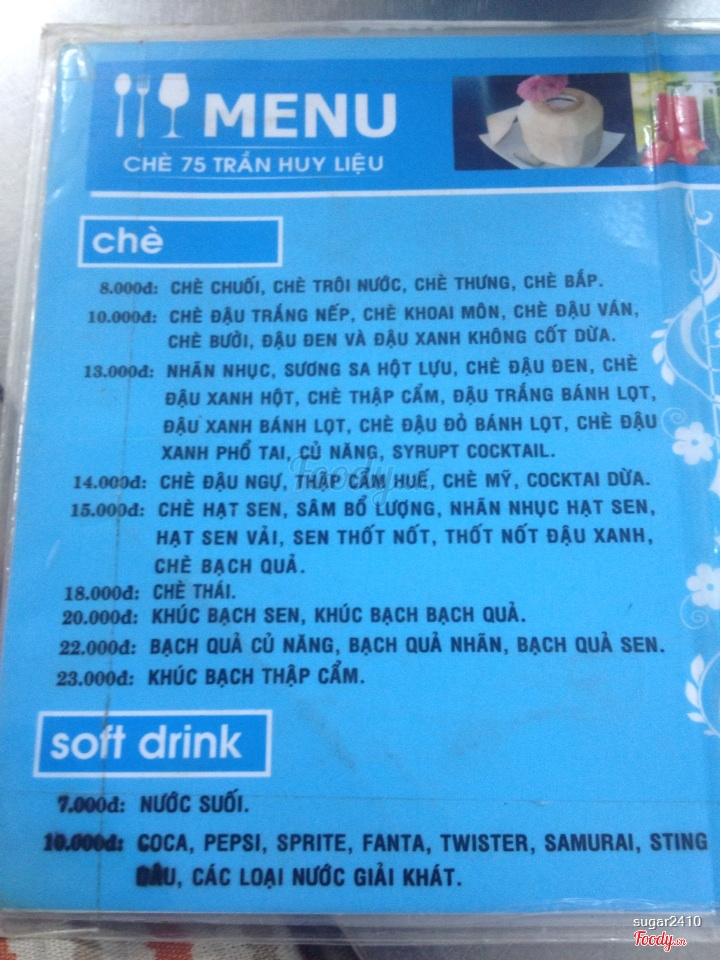 MENU
CHÈ 75 TRẦN HUY LIỆU
chè
8.000đ: CHÈ CHUỐI, CHÈ TRÔI NƯỚC, CHÈ THƯNG, CHÈ BẮP.
10.000đ: CHÈ ĐẬU TRẮNG NẾP, CHÈ KHOAI MÔN, CHÈ ĐẬU VÁN,
CHÈ BƯỞI, ĐẬU ĐEN VÀ ĐẬU XANH KHÔNG CỐT DỪA.
13.000đ: NHÃN NHỤC, SƯƠNG SA HỘT LỰU, CHÈ ĐẬU ĐEN, CHÈ
ĐẬU XANH HỘT, CHÈ THẬP CẨM, ĐẬU TRẮNG BÁNH LỌT,
ĐẬU XANH BÁNH LỌT, CHÈ ĐẬU ĐỎ BÁNH LỌT, CHÈ ĐẬU
XANH PHỔ TAI, CỦ NĂNG, SYRUPT COCKTAIL.
Foody.vn
14.000đ: CHÈ ĐẬU NGỰ, THẬP CẨM HUẾ, CHÈ MỸ, COCKTAI DỪA.
15.000đ: CHÈ HẠT SEN, SÂM BỔ LƯỢNG, NHÃN NHỤC HẠT SEN,
HẠT SEN VẢI, SEN THỐT NỐT, THỐT NỐT ĐẬU XANH,
CHÈ BẠCH QUẢ.
18.000đ: CHÈ THÁI.
20.000đ: KHÚC BẠCH SEN, KHÚC BẠCH BẠCH QUẢ.
22.000đ: BẠCH QUẢ CỦ NĂNG, BẠCH QUẢ NHÃN, BẠCH QUẢ SEN.
23.000đ: KHÚC BẠCH THẬP CẨM.
soft drink
7.000đ: NƯỚC SUỐI.
10.000đ: COCA, PEPSI, SPRITE, FANTA, TWISTER, SAMURAI, STING
DÂU, CÁC LOẠI NƯỚC GIẢI KHÁT.
sugar2410
Foody.vn